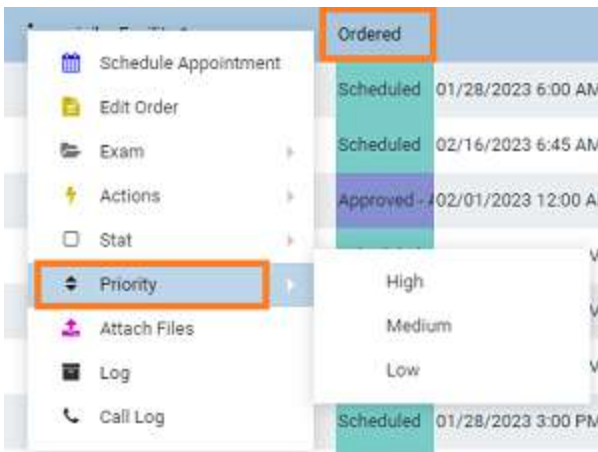 Ordered
Schedule Appointment
Scheduled 01/28/2023 6:00 AM
Edit Order
Scheduled 02/16/2023 6:45 AM
Exam
Actions
Approved - 02/01/2023 12:00 A
Stat
Priority
High
Medium
Low
Attach Files
Log
Call Log
Scheduled 01/28/2023 3:00 PM